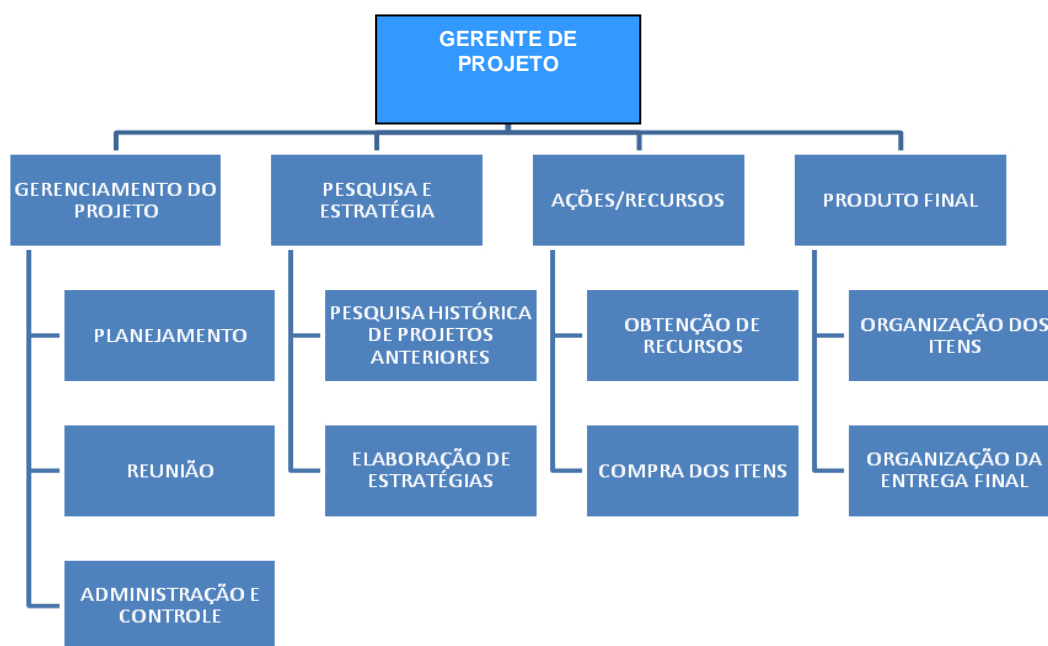 GERENTE DE
PROJETO
GERENCIAMENTO DO
PROJETO
PESQUISA E
ESTRATÉGIA
AÇÕES/RECURSOS
PRODUTO FINAL
PLANEJAMENTO
PESQUISA HISTÓRICA
DE PROJETOS
ANTERIORES
OBTENÇÃO DE
RECURSOS
ORGANIZAÇÃO DOS
ITENS
REUNIÃO
ELABORAÇÃO DE
ESTRATÉGIAS
COMPRA DOS ITENS
ORGANIZAÇÃO DA
ENTREGA FINAL
ADMINISTRAÇÃO E
CONTROLE